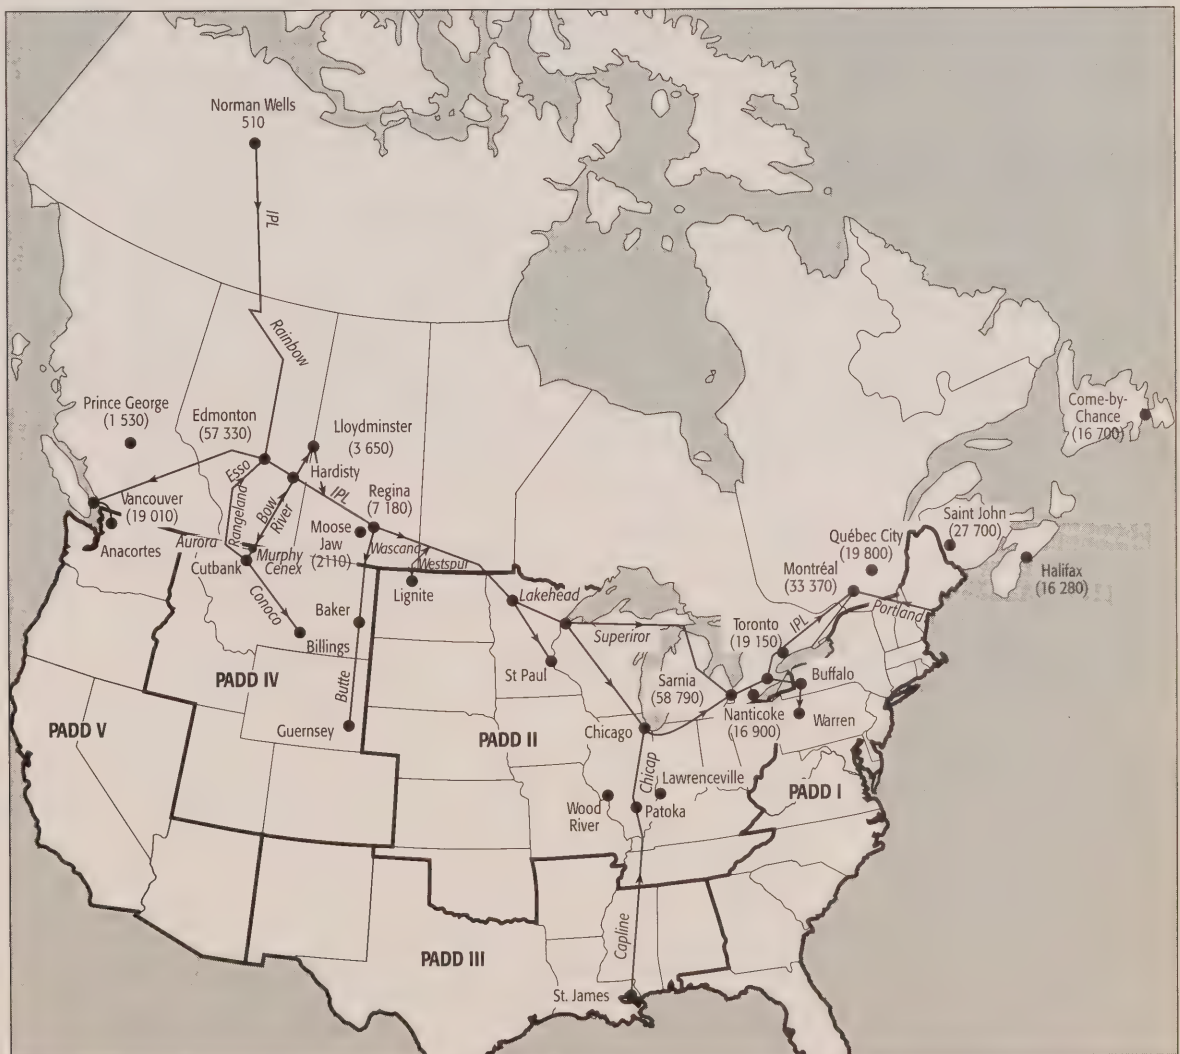 Norman Wells
510
IPL
Rainbow
Prince George
(1 530)
Edmonton
(57 330)
Lloydminster
(3 650)
Hardisty
Esso
IPL
Regina
(7 180)
Vancouver
(19 010)
Anacortes
Rangeland
Bow
River
Moose
Jaw
(2110)
Aurora
Cutbank
Murphy
Cenex
Wascana
Westspur
Lignite
Conoco
Baker
Billings
Butte
Guernsey
Lakehead
Superiror
St Paul
Chicago
Sarnia
(58 790)
Toronto
(19 150)
IPL
Nanticoke
(16 900)
Buffalo
Warren
Montréal
(33 370)
Québec City
(19 800)
Portland
Saint John
(27 700)
Halifax
(16 280)
Come-by-
Chance
(16 700)
PADD IV
PADD V
PADD II
PADD I
PADD III
Chicap
Lawrenceville
Wood
River
Patoka
Capline
St. James